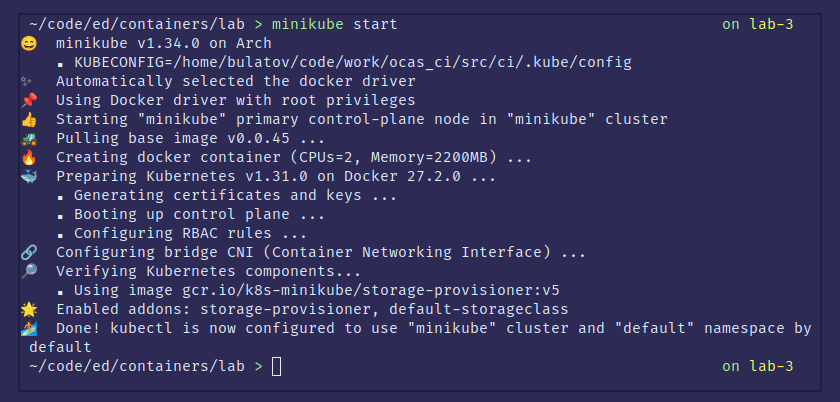 ~/code/ed/containers/lab > minikube start on lab-3
😄 minikube v1.34.0 on Arch
▪ KUBECONFIG=/home/bulatov/code/work/ocas_ci/src/ci/.kube/config
✨ Automatically selected the docker driver
📌 Using Docker driver with root privileges
👍 Starting "minikube" primary control-plane node in "minikube" cluster
🚜 Pulling base image v0.0.45 ...
🔥 Creating docker container (CPUs=2, Memory=2200MB) ...
🐳 Preparing Kubernetes v1.31.0 on Docker 27.2.0 ...
▪ Generating certificates and keys ...
▪ Booting up control plane ...
▪ Configuring RBAC rules ...
🔗 Configuring bridge CNI (Container Networking Interface) ...
🔎 Verifying Kubernetes components...
▪ Using image gcr.io/k8s-minikube/storage-provisioner:v5
🌟 Enabled addons: storage-provisioner, default-storageclass
🏄 Done! kubectl is now configured to use "minikube" cluster and "default" namespace by
default
~/code/ed/containers/lab > on lab-3